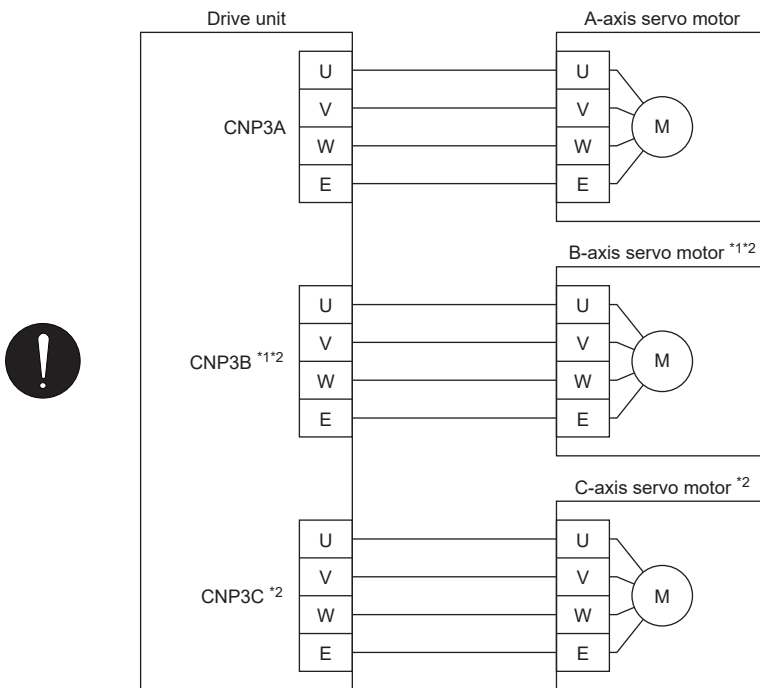 Drive unit
A-axis servo motor
CNP3A
U
V
W
E
U
V
W
E
M
B-axis servo motor *1*2
CNP3B *1*2
U
V
W
E
U
V
W
E
M
C-axis servo motor *2
CNP3C *2
U
V
W
E
U
V
W
E
M